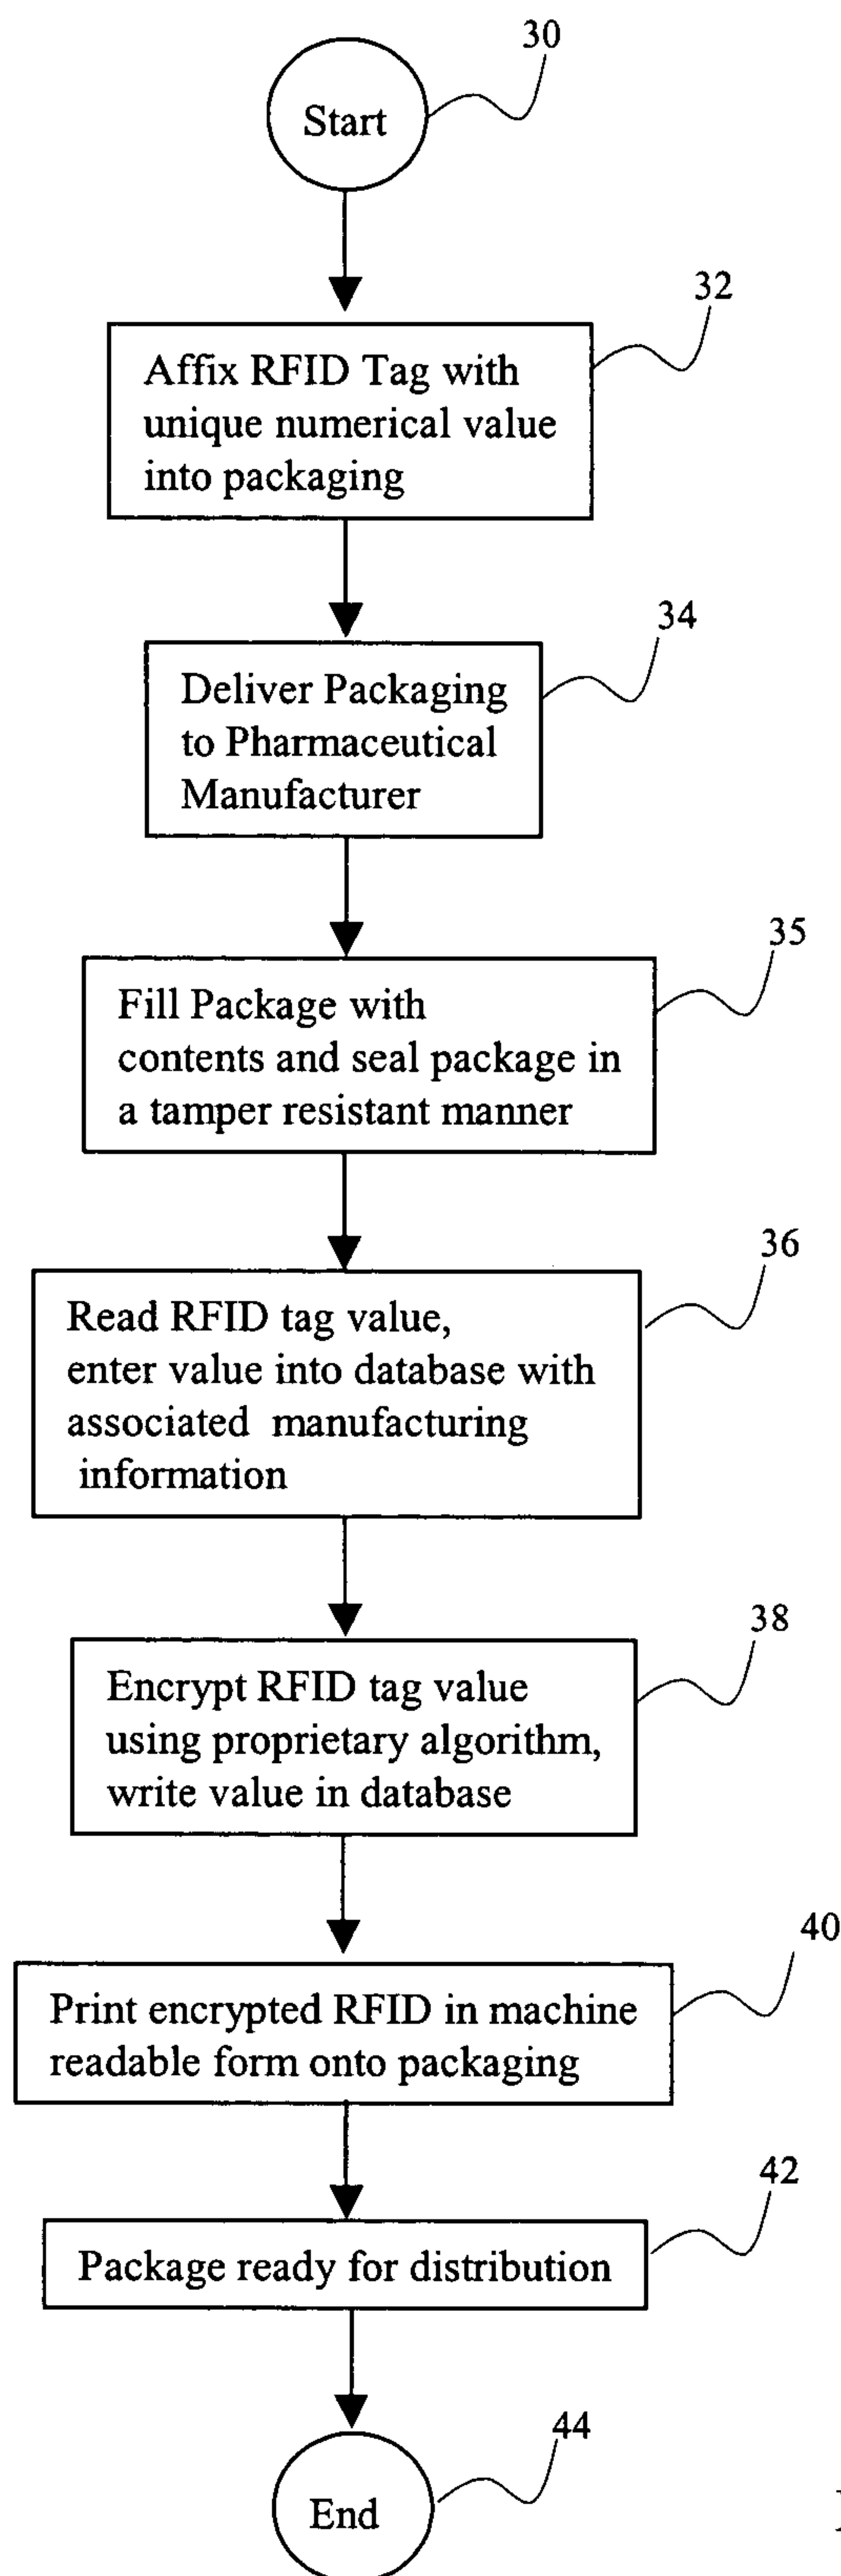 30
Start
32
Affix RFID Tag with
unique numerical value
into packaging
34
Deliver Packaging
to Pharmaceutical
Manufacturer
35
Fill Package with
contents and seal package in
a tamper resistant manner
36
Read RFID tag value,
enter value into database with
associated manufacturing
information
38
Encrypt RFID tag value
using proprietary algorithm,
write value in database
40
Print encrypted RFID in machine
readable form onto packaging
42
Package ready for distribution
44
End